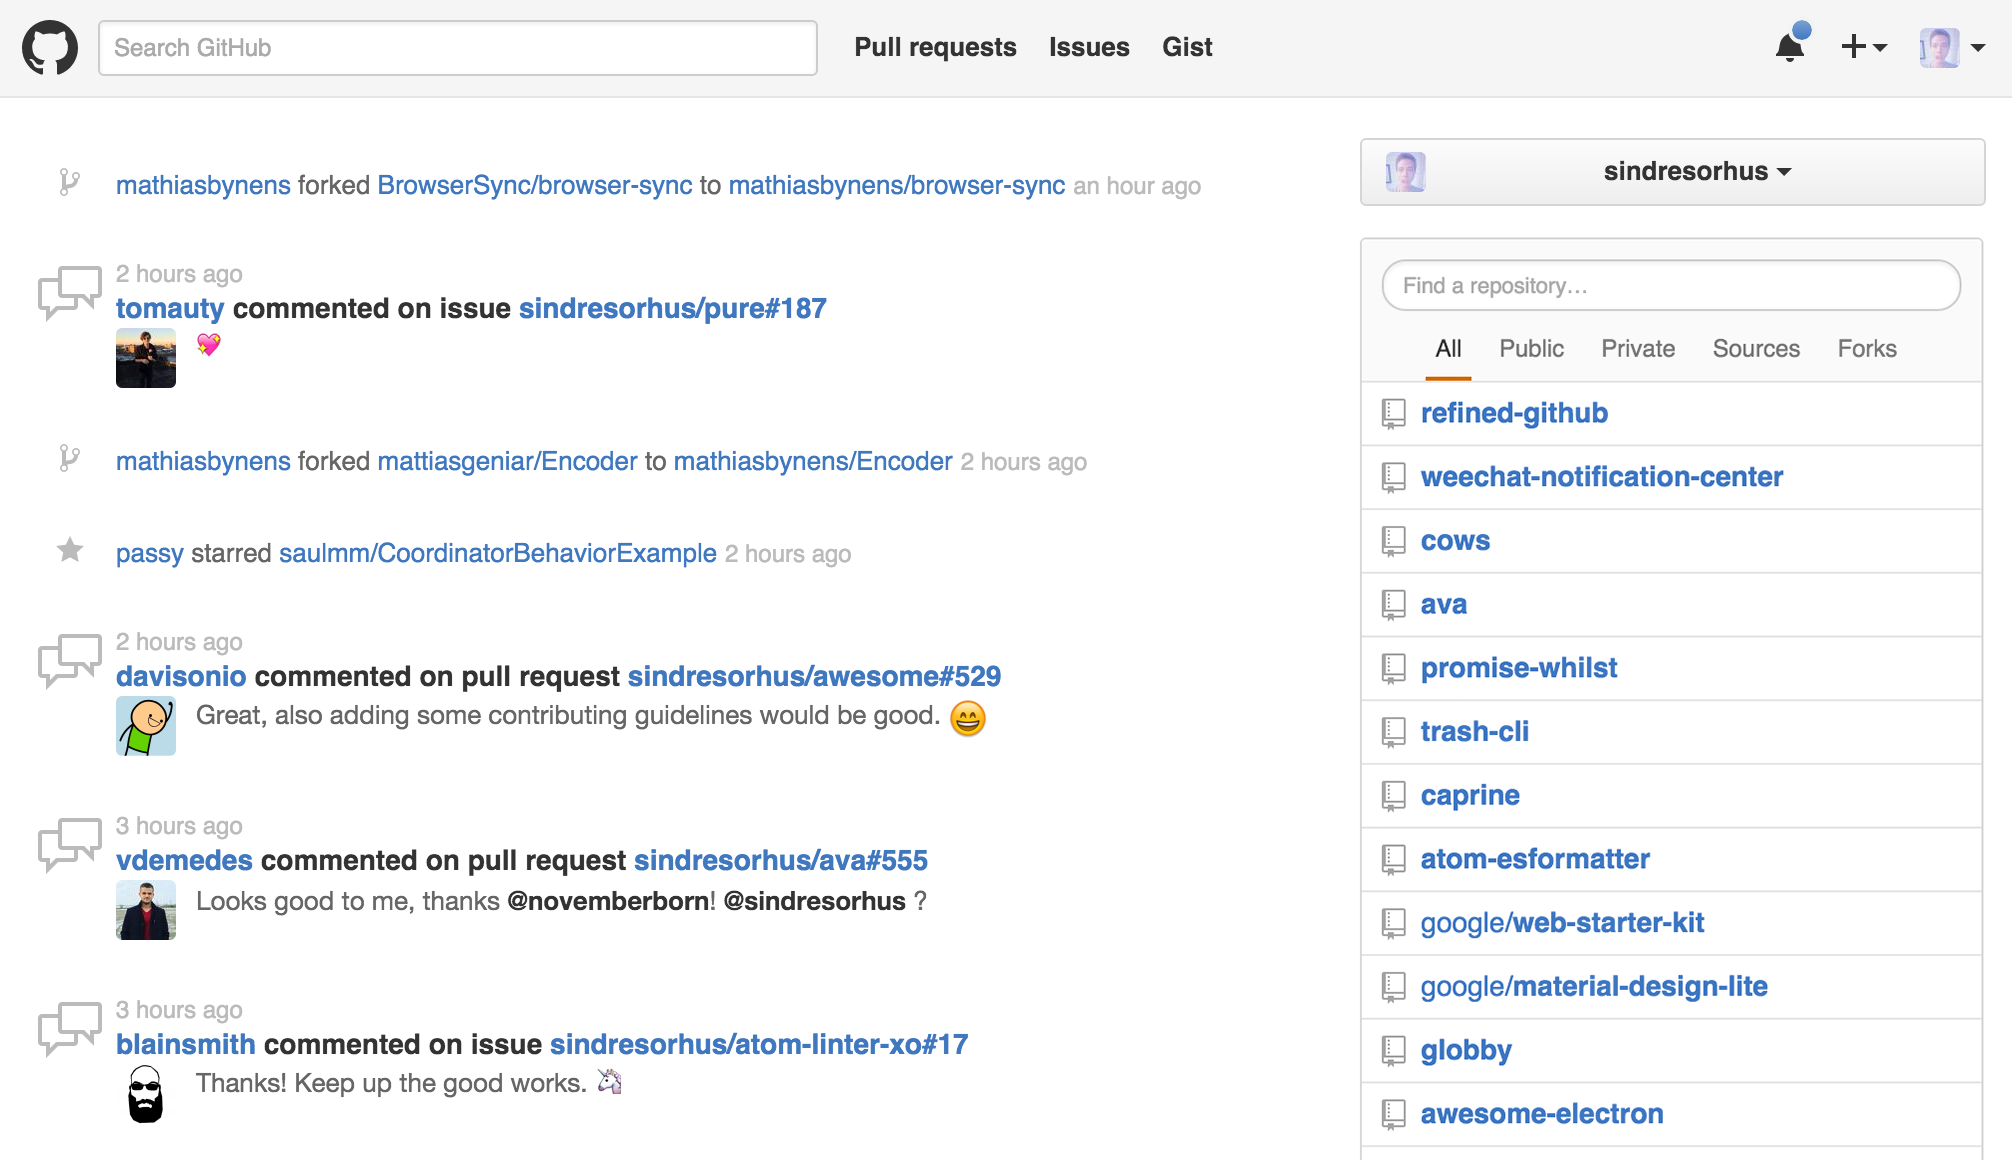 Search GitHub
Pull requests Issues Gist
mathiasbynens forked BrowserSync/browser-sync to mathiasbynens/browser-sync an hour ago
2 hours ago
tomauty commented on issue sindresorhus/pure#187
💖
mathiasbynens forked mattiasgeniar/Encoder to mathiasbynens/Encoder 2 hours ago
passy starred saulmm/CoordinatorBehaviorExample 2 hours ago
2 hours ago
davisonio commented on pull request sindresorhus/awesome#529
Great, also adding some contributing guidelines would be good. 😄
3 hours ago
vdemedes commented on pull request sindresorhus/ava#555
Looks good to me, thanks @novemberborn! @sindresorhus ?
3 hours ago
blainsmith commented on issue sindresorhus/atom-linter-xo#17
Thanks! Keep up the good works. 🦄
sindresorhus
Find a repository…
All Public Private Sources Forks
refined-github
weechat-notification-center
cows
ava
promise-whilst
trash-cli
caprine
atom-esformatter
google/web-starter-kit
google/material-design-lite
globby
awesome-electron